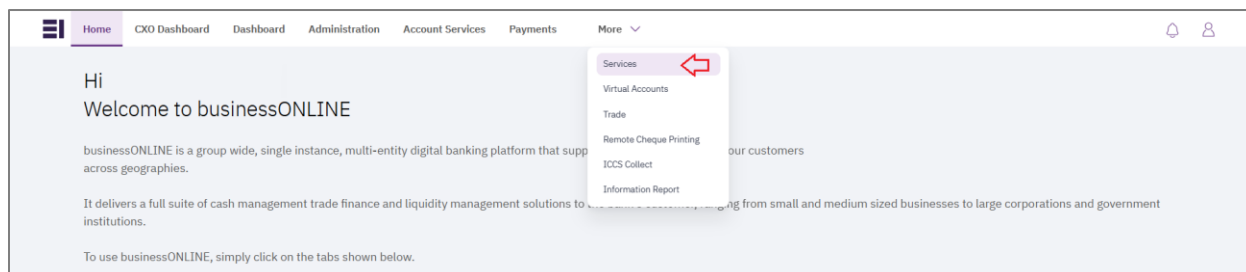 Home CXO Dashboard Dashboard Administration Account Services Payments More
Services
Virtual Accounts
Trade
Remote Cheque Printing
ICCS Collect
Information Report
Hi
Welcome to businessONLINE
businessONLINE is a group wide, single instance, multi-entity digital banking platform that supp our customers
across geographies.
It delivers a full suite of cash management trade finance and liquidity management solutions to ranging from small and medium sized businesses to large corporations and government
institutions.
To use businessONLINE, simply click on the tabs shown below.